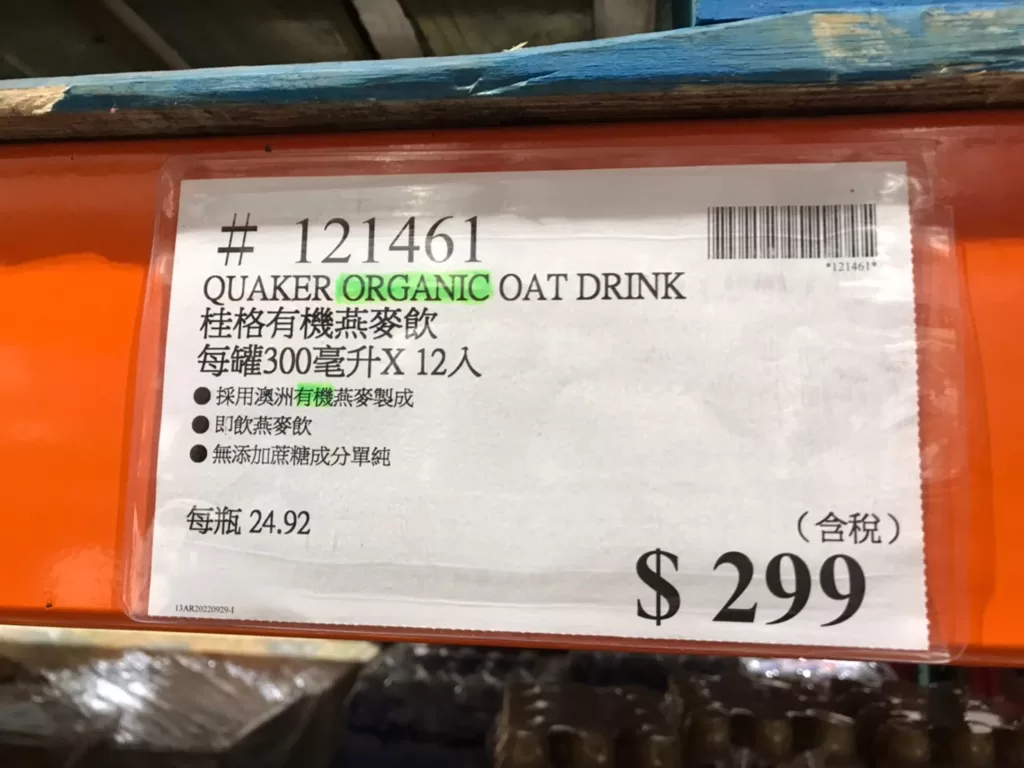 # 121461
*121461*
QUAKER ORGANIC OAT DRINK
桂格有機燕麥飲
每罐300毫升X 12入
●採用澳洲有機燕麥製成
●即飲燕麥飲
●無添加蔗糖成分單純
每瓶 24.92
（含稅）
$ 299
13AR20220929-I